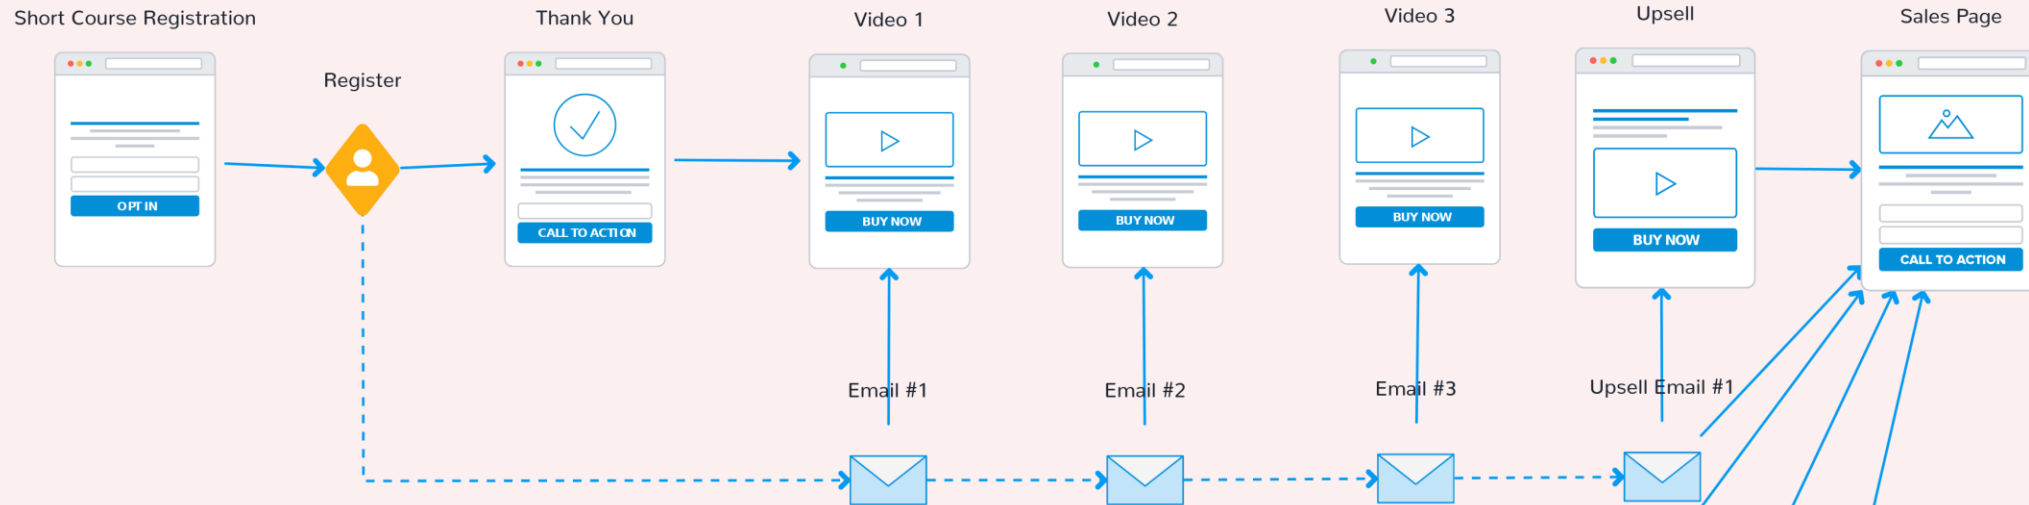 Short Course Registration
Thank You
Video 1
Video 2
Video 3
Upsell
Sales Page
Register
OPT IN
CALL TO ACTION
BUY NOW
BUY NOW
BUY NOW
BUY NOW
CALL TO ACTION
Email #1
Email #2
Email #3
Upsell Email #1